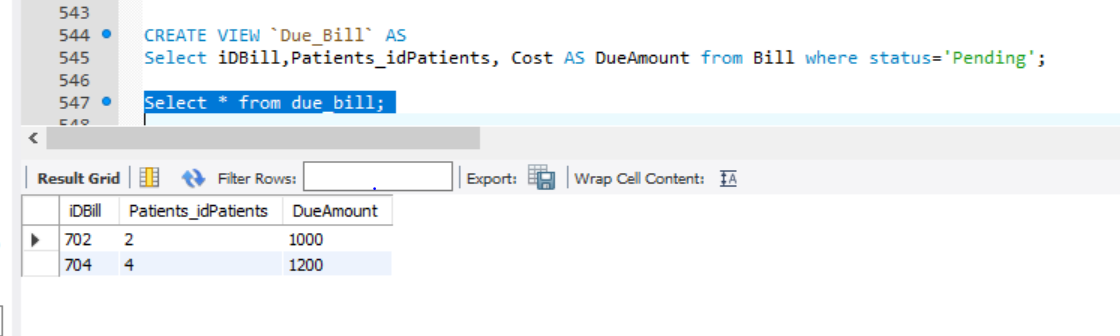 543
544 CREATE VIEW `Due_Bill` AS
545 Select iDBill,Patients_idPatients, Cost AS DueAmount from Bill where status='Pending';
546
547 Select * from due_bill;
548
Result Grid Filter Rows: Export: Wrap Cell Content:
iDBill Patients_idPatients DueAmount
702 2 1000
704 4 1200